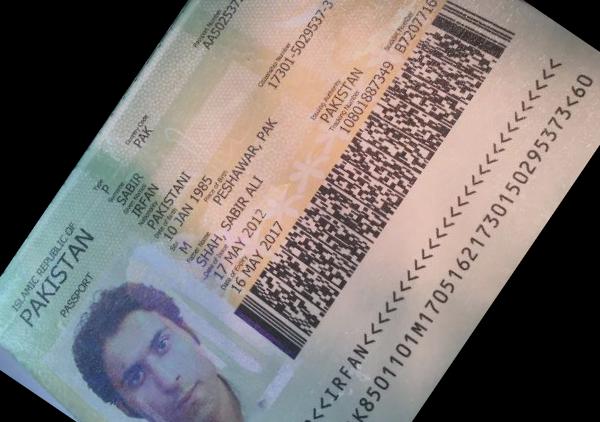 ISLAMIC REPUBLIC OF
PAKISTAN
PASSPORT
Type
P
Country Code
PAK
Passport Number
Surname
SABIR
Given Names
IRFAN
Nationality
PAKISTANI
Date of Birth
10 JAN 1985
Citizenship Number
17301-5029537-3
Sex
M
Place of Birth
PESHAWAR, PAK
Father Name
SHAH, SABIR ALI
Date of Issue
17 MAY 2012
Issuing Authority
PAKISTAN
Date of Expiry
16 MAY 2017
Tracking Number
10801887349
Booklet Number
B7207716
<<IRFAN<<<<<<<<<<<<<<<<<<<<<<<
K8501101M17051621730150295373<60